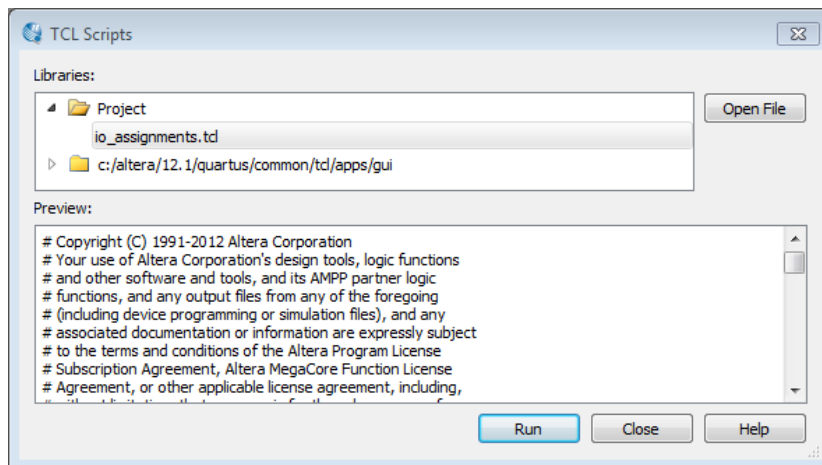 TCL Scripts
Libraries:
Project
Open File
io_assignments.tcl
c:/altera/12.1/quartus/common/tcl/apps/gui
Preview:
# Copyright (C) 1991-2012 Altera Corporation
# Your use of Altera Corporation's design tools, logic functions
# and other software and tools, and its AMPP partner logic
# functions, and any output files from any of the foregoing
# (including device programming or simulation files), and any
# associated documentation or information are expressly subject
# to the terms and conditions of the Altera Program License
# Subscription Agreement, Altera MegaCore Function License
# Agreement, or other applicable license agreement, including,
Run
Close
Help